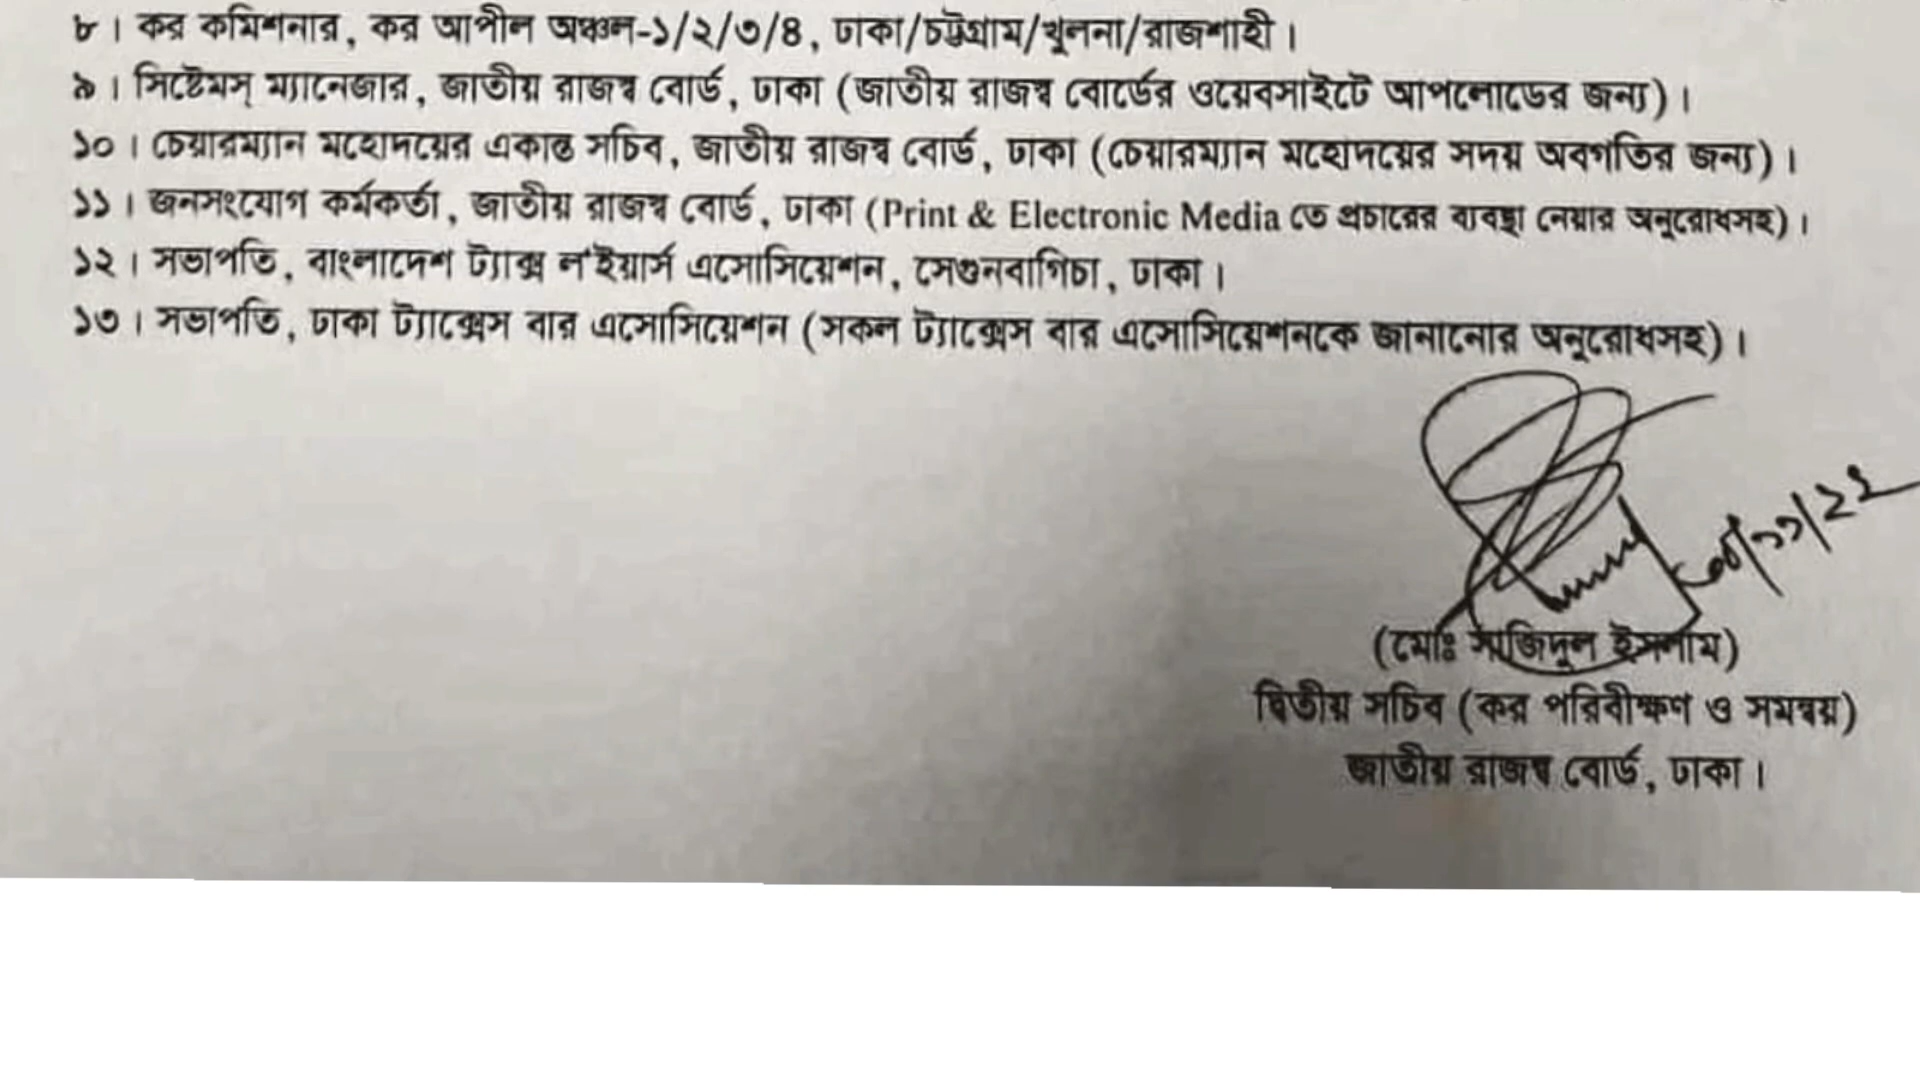 ৮। কর কমিশনার, কর আপীল অঞ্চল-১/২/৩/৪, ঢাকা/চট্টগ্রাম/খুলনা/রাজশাহী।
৯। সিস্টেমস্ ম্যানেজার, জাতীয় রাজস্ব বোর্ড, ঢাকা (জাতীয় রাজস্ব বোর্ডের ওয়েবসাইটে আপলোডের জন্য)।
১০। চেয়ারম্যান মহোদয়ের একান্ত সচিব, জাতীয় রাজস্ব বোর্ড, ঢাকা (চেয়ারম্যান মহোদয়ের সদয় অবগতির জন্য)।
১১। জনসংযোগ কর্মকর্তা, জাতীয় রাজস্ব বোর্ড, ঢাকা (Print & Electronic Media তে প্রচারের ব্যবস্থা নেয়ার অনুরোধসহ)।
১২। সভাপতি, বাংলাদেশ ট্যাক্স ল'ইয়ার্স এসোসিয়েশন, সেগুনবাগিচা, ঢাকা।
১৩। সভাপতি, ঢাকা ট্যাক্সেস বার এসোসিয়েশন (সকল ট্যাক্সেস বার এসোসিয়েশনকে জানানোর অনুরোধসহ)।
(মোঃ সাজিদুল ইসলাম)
দ্বিতীয় সচিব (কর পরিবীক্ষণ ও সমন্বয়)
জাতীয় রাজস্ব বোর্ড, ঢাকা।